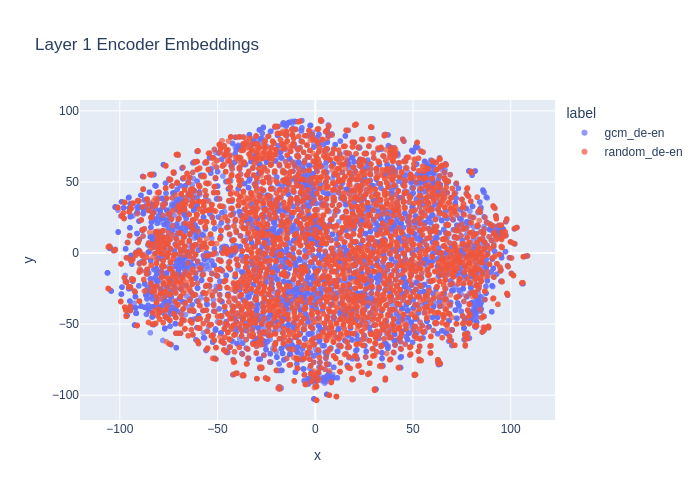 Layer 1 Encoder Embeddings
label
gcm_de-en
random_de-en
y
100
50
0
−50
−100
−100
−50
0
50
100
x